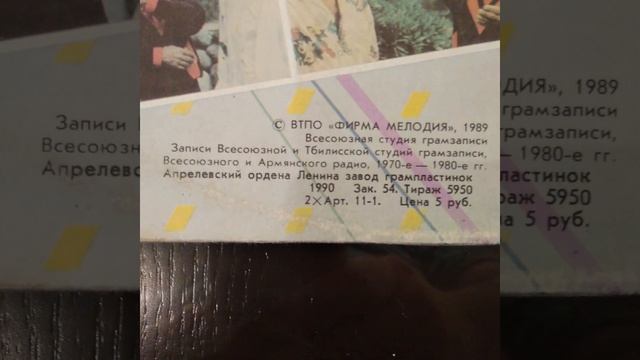 © ВТПО «ФИРМА МЕЛОДИЯ», 1989
Всесоюзная студия грамзаписи
Записи Всесоюзной и Тбилисской студий грамзаписи,
Всесоюзного и Армянского радио, 1970-е — 1980-е гг.
Апрелевский ордена Ленина завод грампластинок
1990 Зак. 54. Тираж 5950
2×Арт. 11-1. Цена 5 руб.